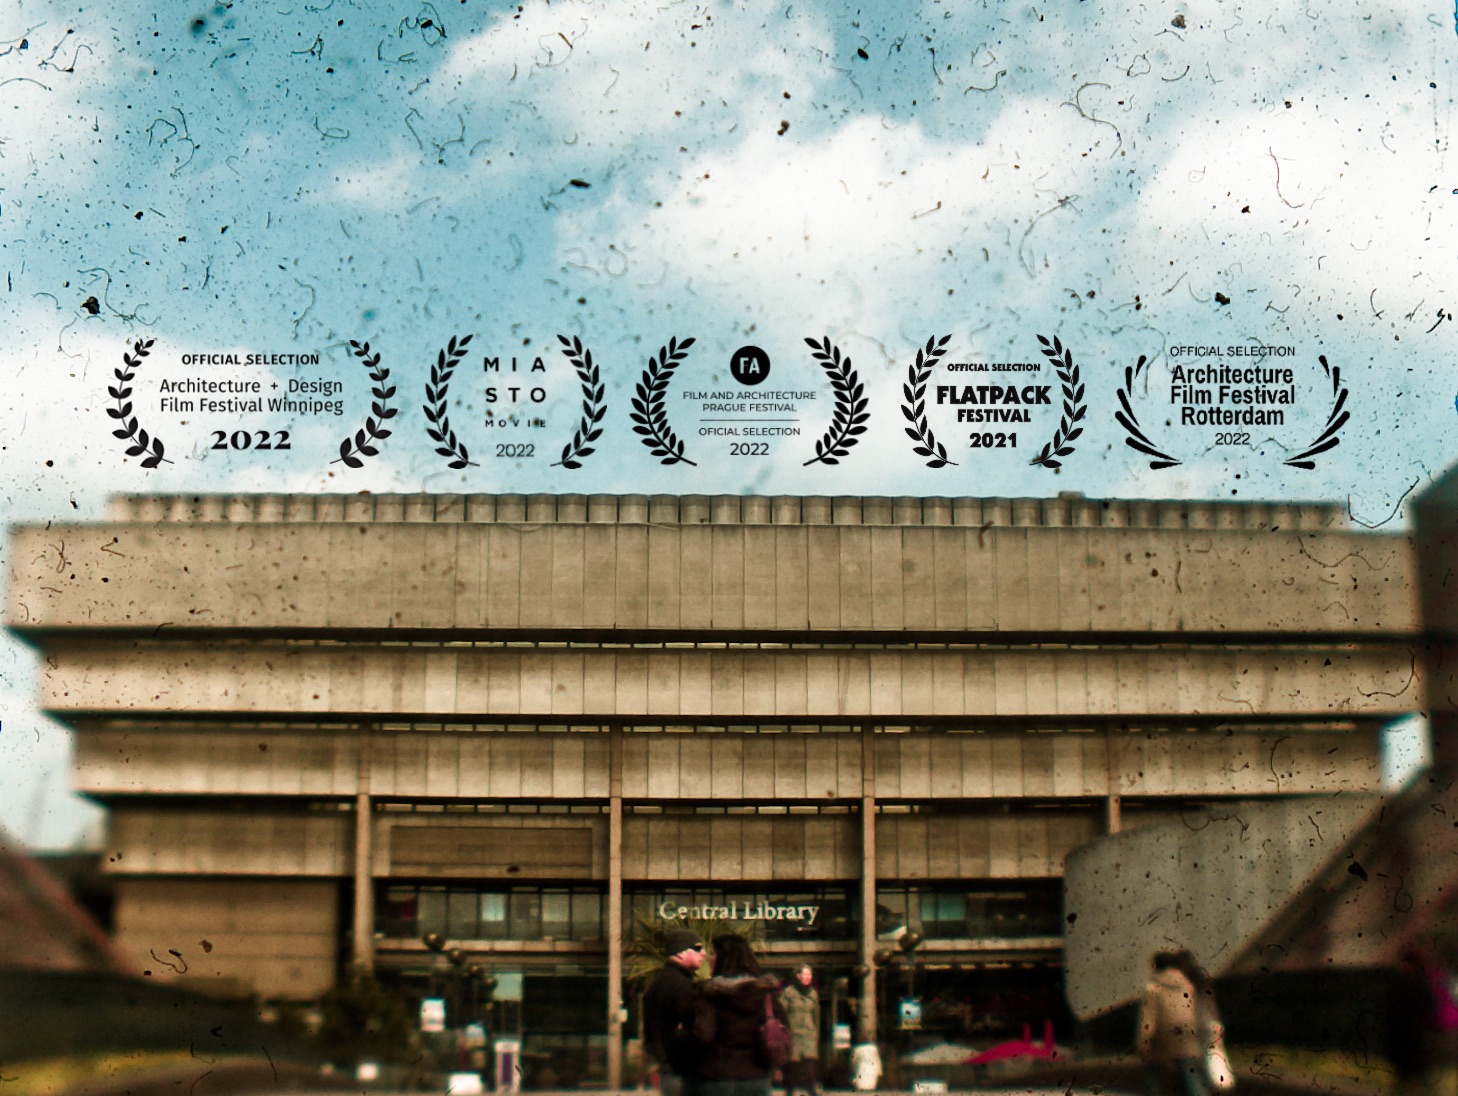 OFFICIAL SELECTION
Architecture + Design
Film Festival Winnipeg
2022
MIA
STO
MOVIE
2022
FA
FILM AND ARCHITECTURE
PRAGUE FESTIVAL
OFICIAL SELECTION
2022
OFFICIAL SELECTION
FLATPACK
FESTIVAL
2021
OFFICIAL SELECTION
Architecture
Film Festival
Rotterdam
2022
Central Library